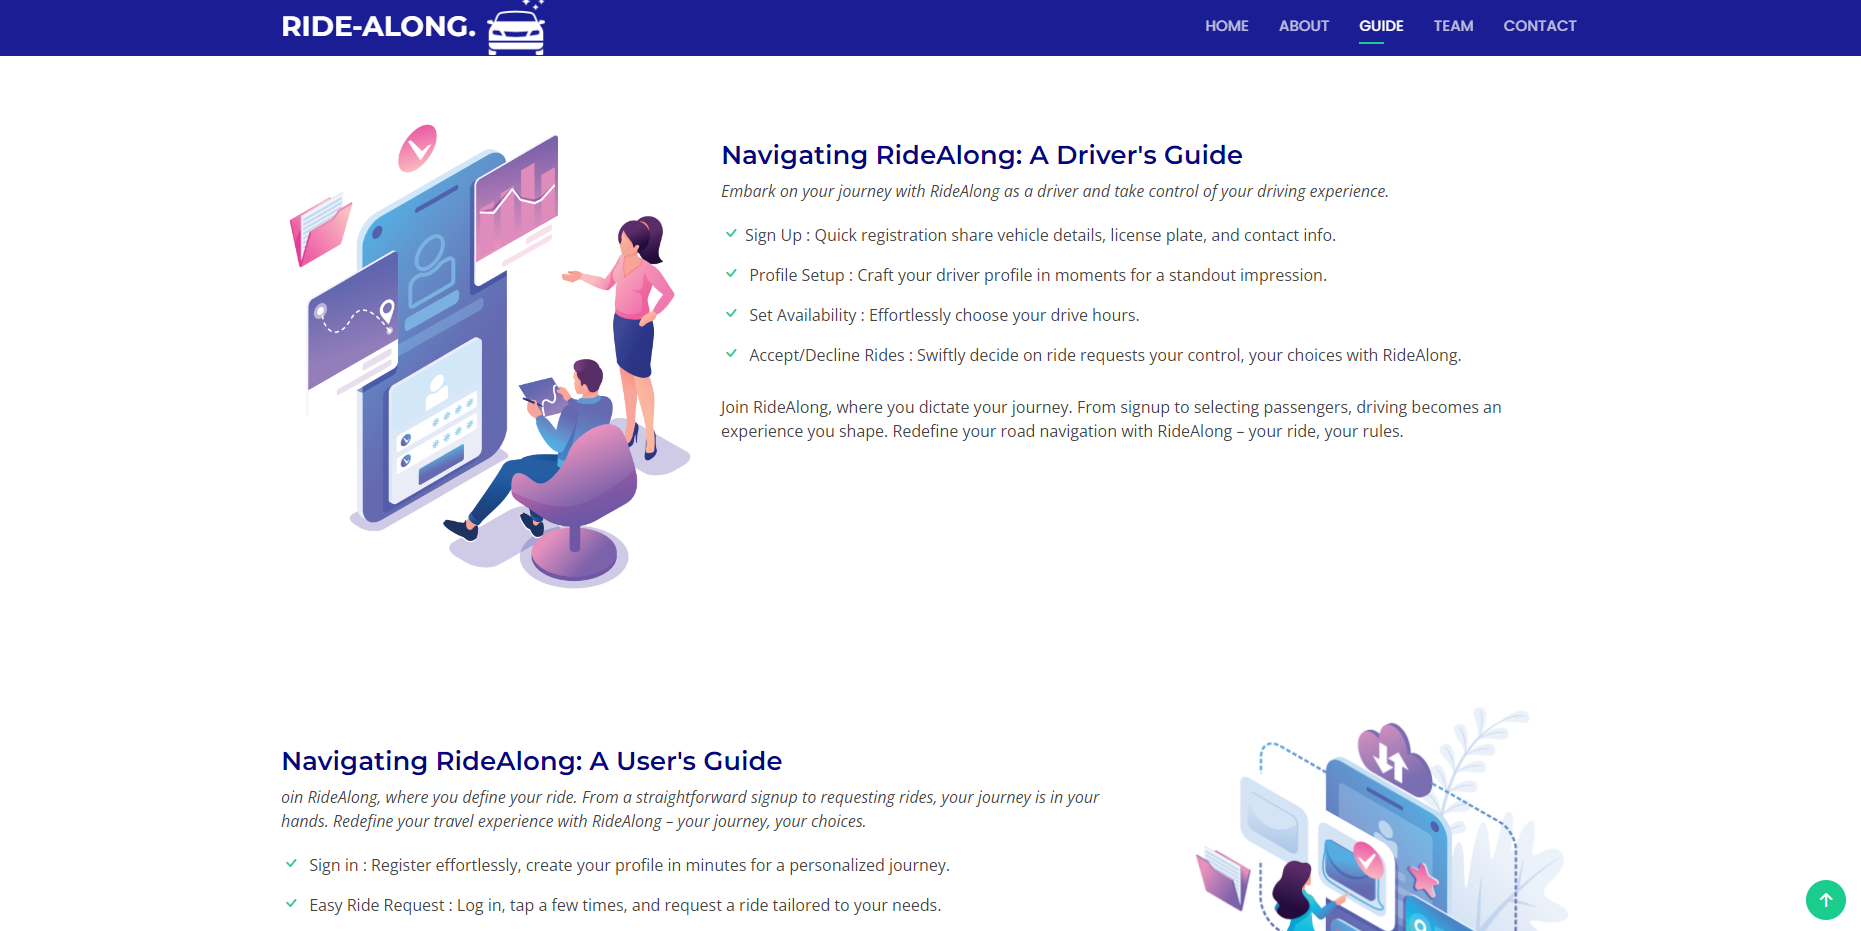 RIDE-ALONG.
HOME ABOUT GUIDE TEAM CONTACT
Navigating RideAlong: A Driver's Guide
Embark on your journey with RideAlong as a driver and take control of your driving experience.
Sign Up : Quick registration share vehicle details, license plate, and contact info.
Profile Setup : Craft your driver profile in moments for a standout impression.
Set Availability : Effortlessly choose your drive hours.
Accept/Decline Rides : Swiftly decide on ride requests your control, your choices with RideAlong.
Join RideAlong, where you dictate your journey. From signup to selecting passengers, driving becomes an
experience you shape. Redefine your road navigation with RideAlong – your ride, your rules.
Navigating RideAlong: A User's Guide
oin RideAlong, where you define your ride. From a straightforward signup to requesting rides, your journey is in your
hands. Redefine your travel experience with RideAlong – your journey, your choices.
Sign in : Register effortlessly, create your profile in minutes for a personalized journey.
Easy Ride Request : Log in, tap a few times, and request a ride tailored to your needs.